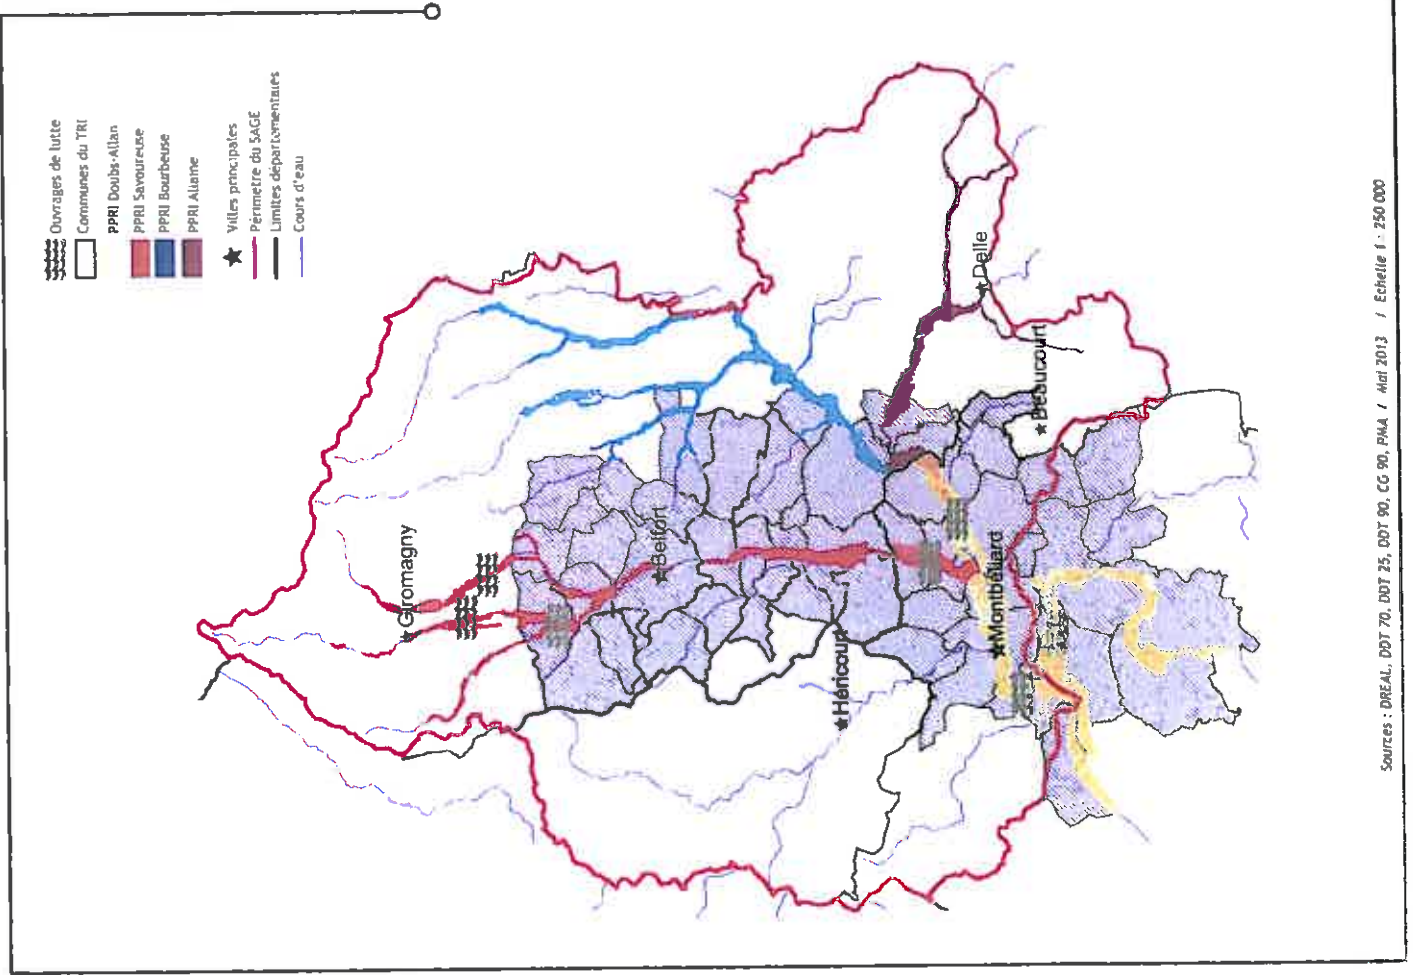 Ouvrages de lutte
Communes du TRI
PPRI Doubs-Allan
PPRI Savoureuse
PPRI Bourbeuse
PPRI Allaine
Villes principales
Périmetre du SAGE
Limites départementales
Cours d'eau
Giromagny
Belfort
Delle
Beaucourt
Héricourt
Montbéliard
Sources : DREAL, DDT 70, DDT 25, DDT 90, CG 90, PMA / Mai 2013 / Echelle 1 : 250 000